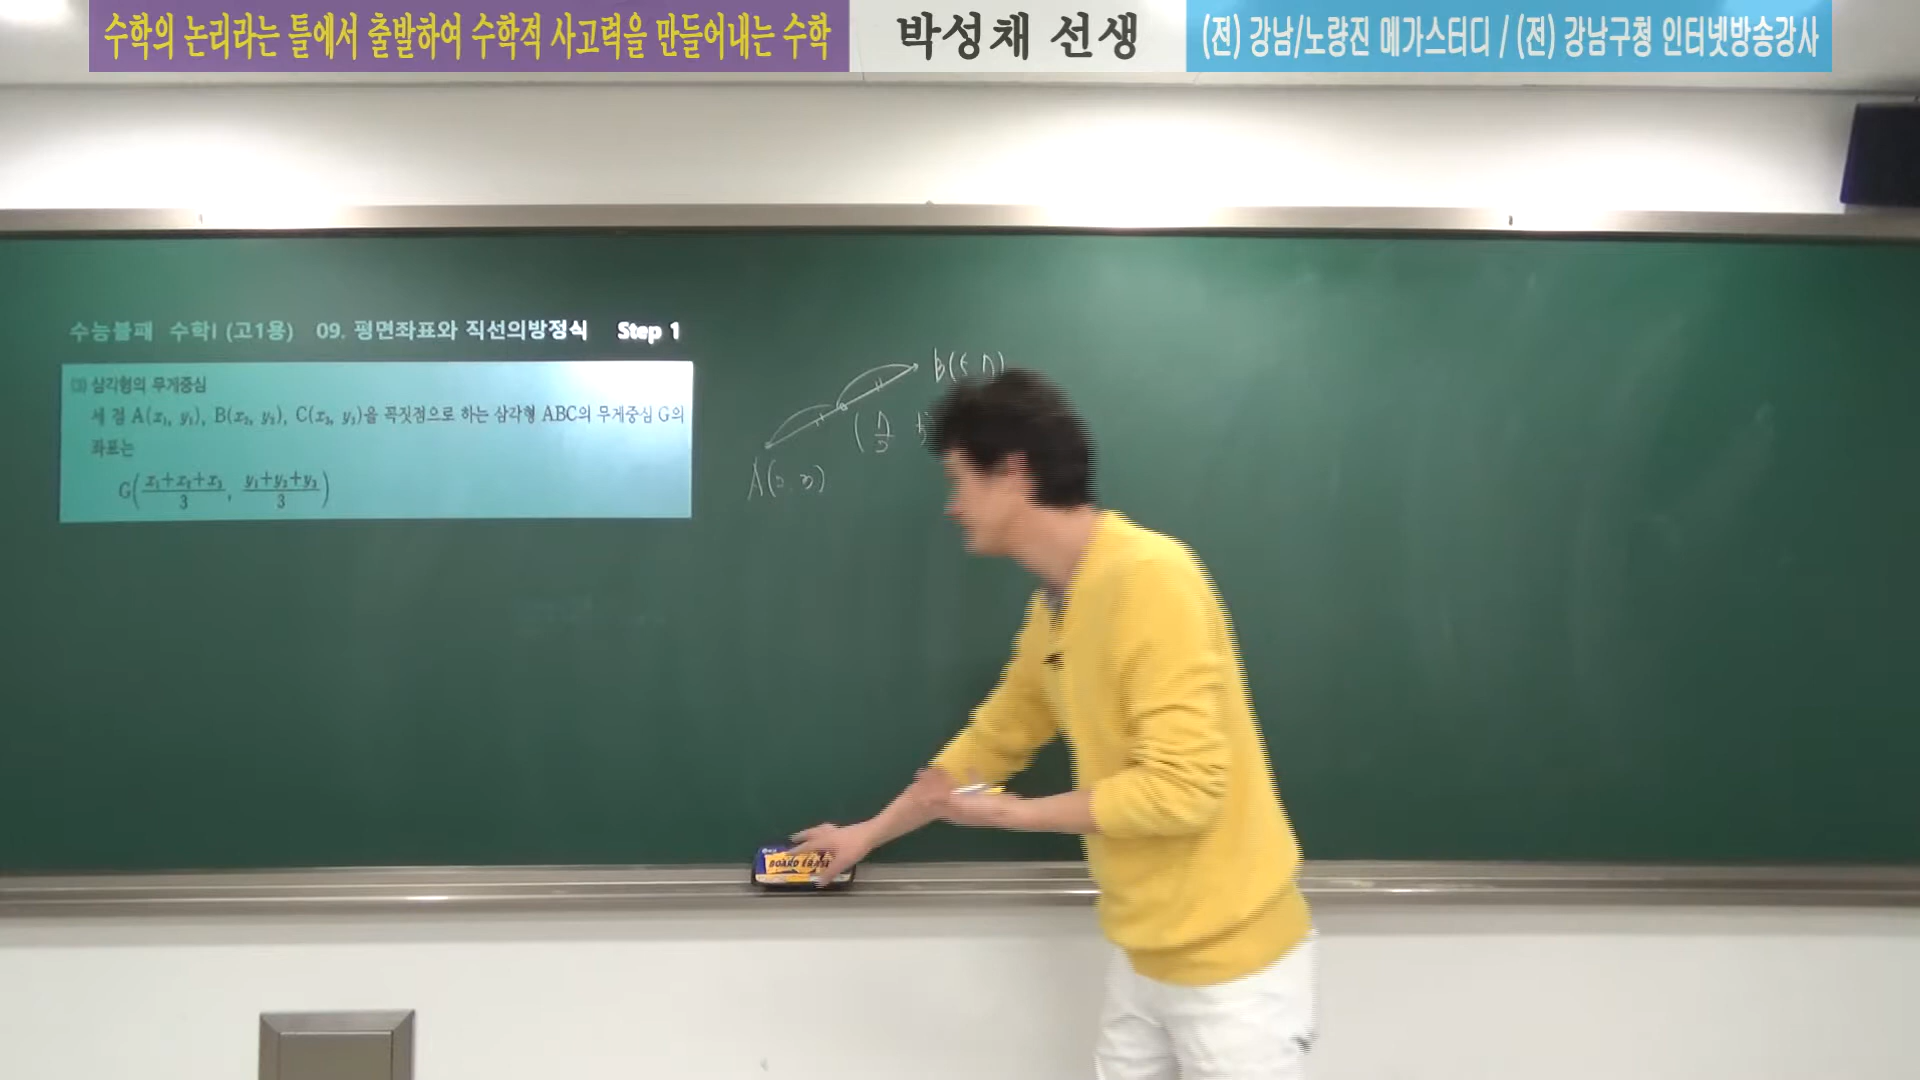 수학의 논리라는 틀에서 출발하여 수학적 사고력을 만들어내는 수학
박성채 선생
(전) 강남/노량진 메가스터디 / (전) 강남구청 인터넷방송강사
수능불패 수학I (고1용) 09. 평면좌표와 직선의방정식 Step 1
(3) 삼각형의 무게중심
세 점 A(x₁, y₁), B(x₂, y₂), C(x₃, y₃)을 꼭짓점으로 하는 삼각형 ABC의 무게중심 G의
좌표는
G((x₁+x₂+x₃)/3, (y₁+y₂+y₃)/3)
A(2, 3)
BOARD